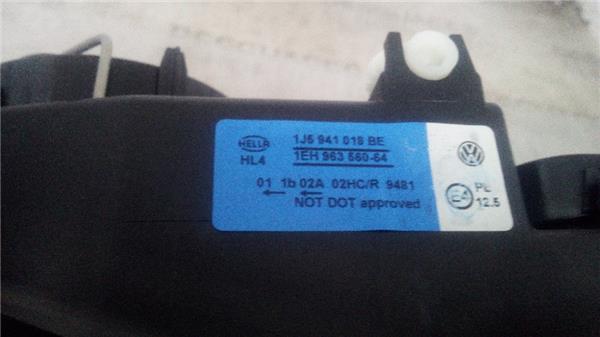 HELLA 1J5 941 018 BE
HL4 1EH 963 560-64
01 1b 02A 02HC/R 9481
NOT DOT approved
E4 PL
12.5